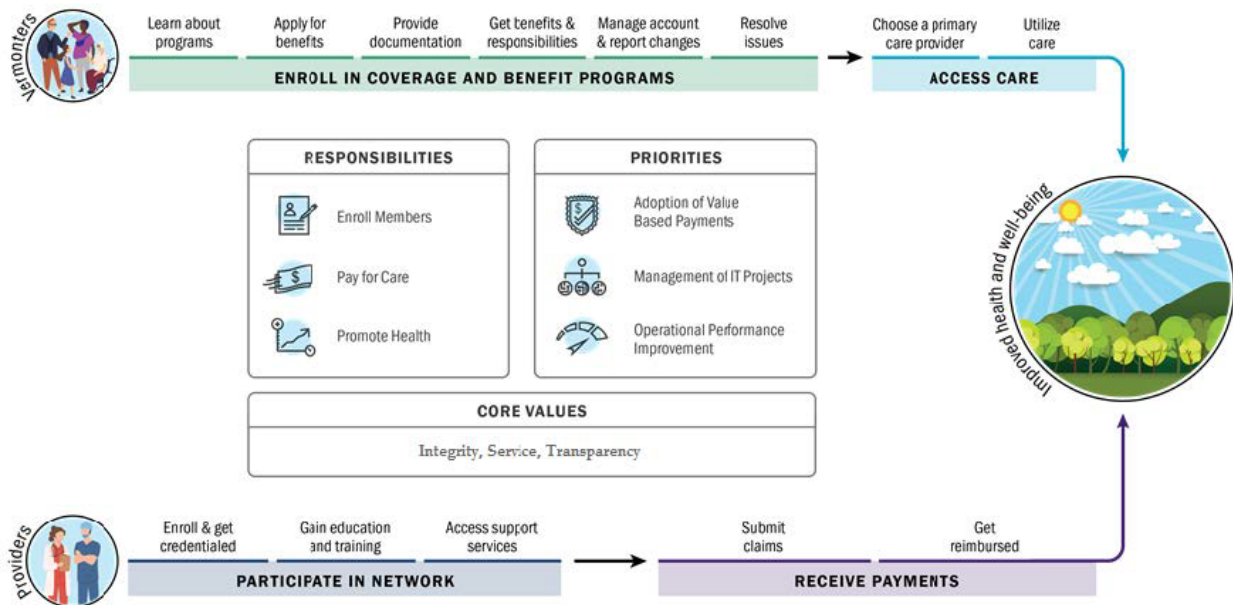 Vermonters
Learn about
programs
Apply for
benefits
Provide
documentation
Get benefits &
responsibilities
Manage account
& report changes
Resolve
issues
ENROLL IN COVERAGE AND BENEFIT PROGRAMS
Choose a primary
care provider
Utilize
care
ACCESS CARE
RESPONSIBILITIES
Enroll Members
Pay for Care
Promote Health
PRIORITIES
Adoption of Value
Based Payments
Management of IT Projects
Operational Performance
Improvement
CORE VALUES
Integrity, Service, Transparency
Improved health and well-being
Providers
Enroll & get
credentialed
Gain education
and training
Access support
services
PARTICIPATE IN NETWORK
Submit
claims
Get
reimbursed
RECEIVE PAYMENTS